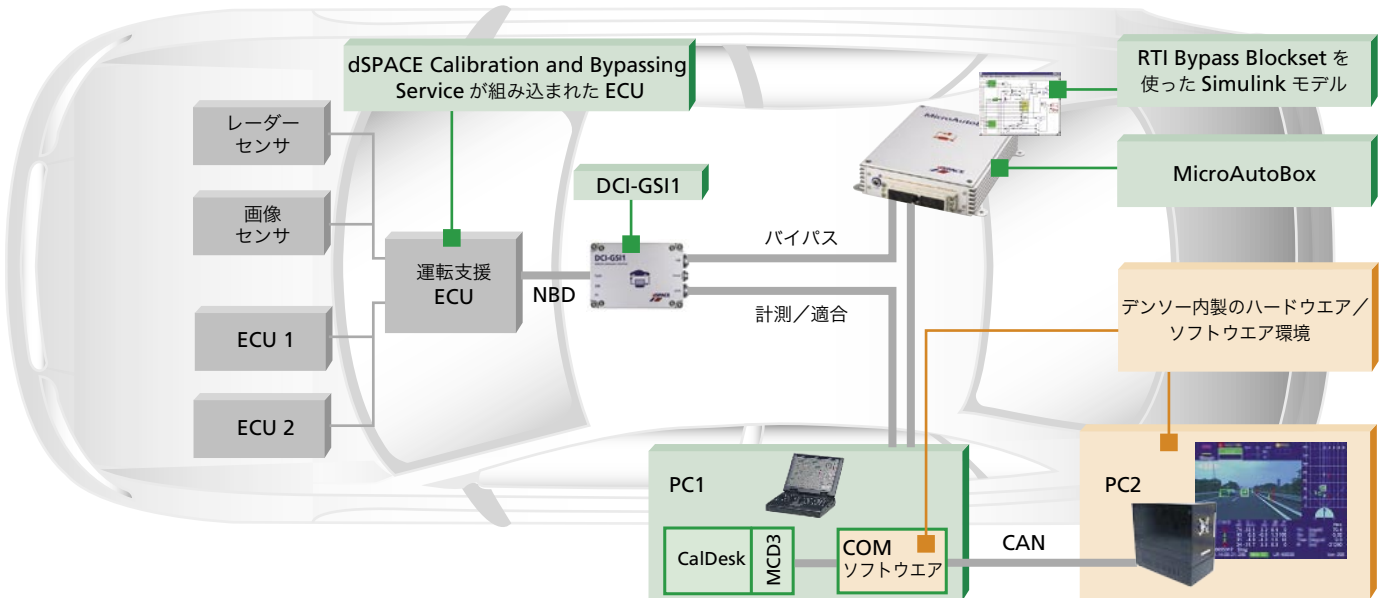 dSPACE Calibration and Bypassing
Service が組み込まれた ECU
RTI Bypass Blockset を
使った Simulink モデル
レーダー
センサ
MicroAutoBox
DCI-GSI1
画像
センサ
バイパス
DCI-GSI1
運転支援
ECU
NBD
計測／適合
デンソー内製のハードウエア／
ソフトウエア環境
ECU 1
ECU 2
PC1
PC2
CalDesk
MCD3
COM
ソフトウエア
CAN